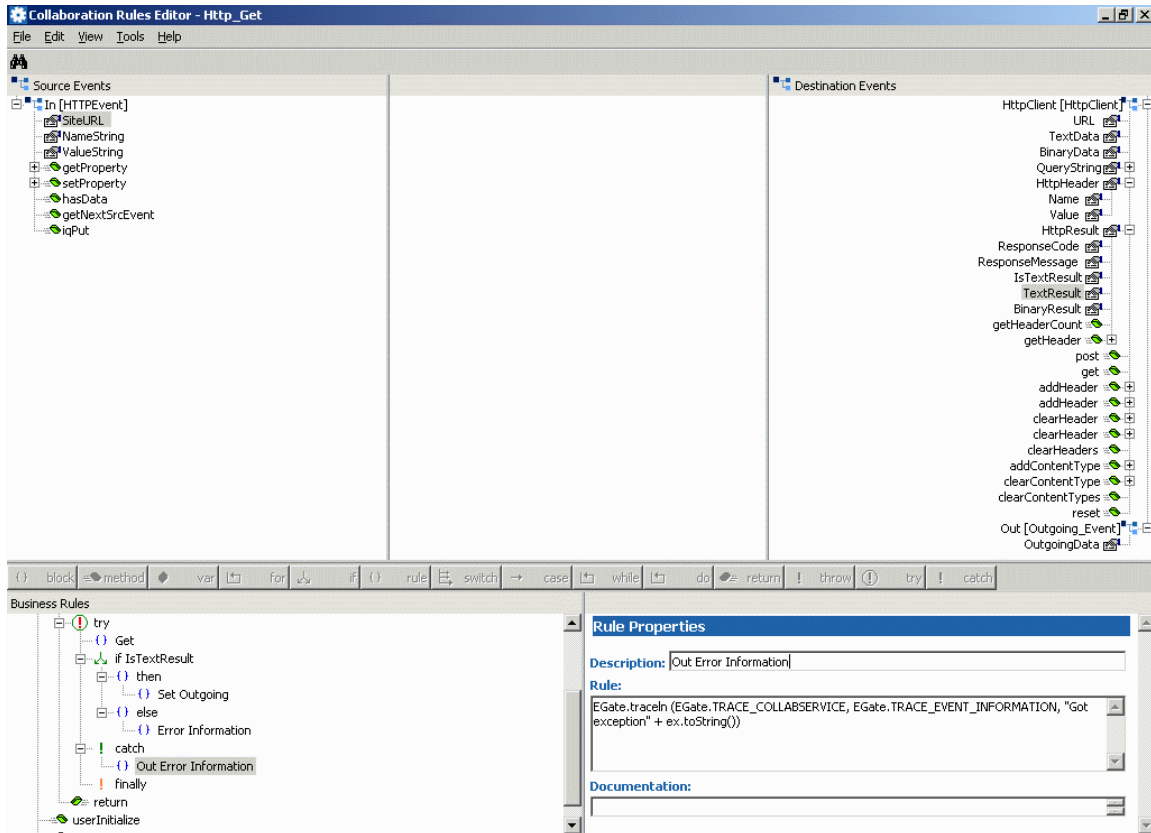 Collaboration Rules Editor - Http_Get
File Edit View Tools Help
Source Events
Destination Events
In [HTTPEvent]
SiteURL
NameString
ValueString
getProperty
setProperty
hasData
getNextSrcEvent
iqPut
HttpClient [HttpClient]
URL
TextData
BinaryData
QueryString
HttpHeader
Name
Value
HttpResult
ResponseCode
ResponseMessage
IsTextResult
TextResult
BinaryResult
getHeaderCount
getHeader
post
get
addHeader
addHeader
clearHeader
clearHeader
clearHeaders
addContentType
clearContentType
clearContentTypes
reset
Out [Outgoing_Event]
OutgoingData
{} block method var for if {} rule switch case while do return ! throw try ! catch
Business Rules
try
{} Get
if IsTextResult
{} then
{} Set Outgoing
{} else
{} Error Information
! catch
{} Out Error Information
! finally
return
userInitialize
Rule Properties
Description: Out Error Information
Rule:
EGate.traceln (EGate.TRACE_COLLABSERVICE, EGate.TRACE_EVENT_INFORMATION, "Got
exception" + ex.toString())
Documentation: